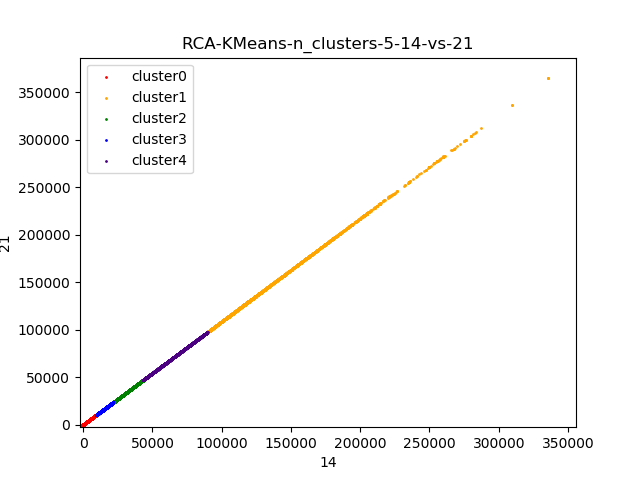 RCA-KMeans-n_clusters-5-14-vs-21
cluster0
cluster1
cluster2
cluster3
cluster4
350000
300000
250000
200000
150000
100000
50000
0
21
0 50000 100000 150000 200000 250000 300000 350000
14